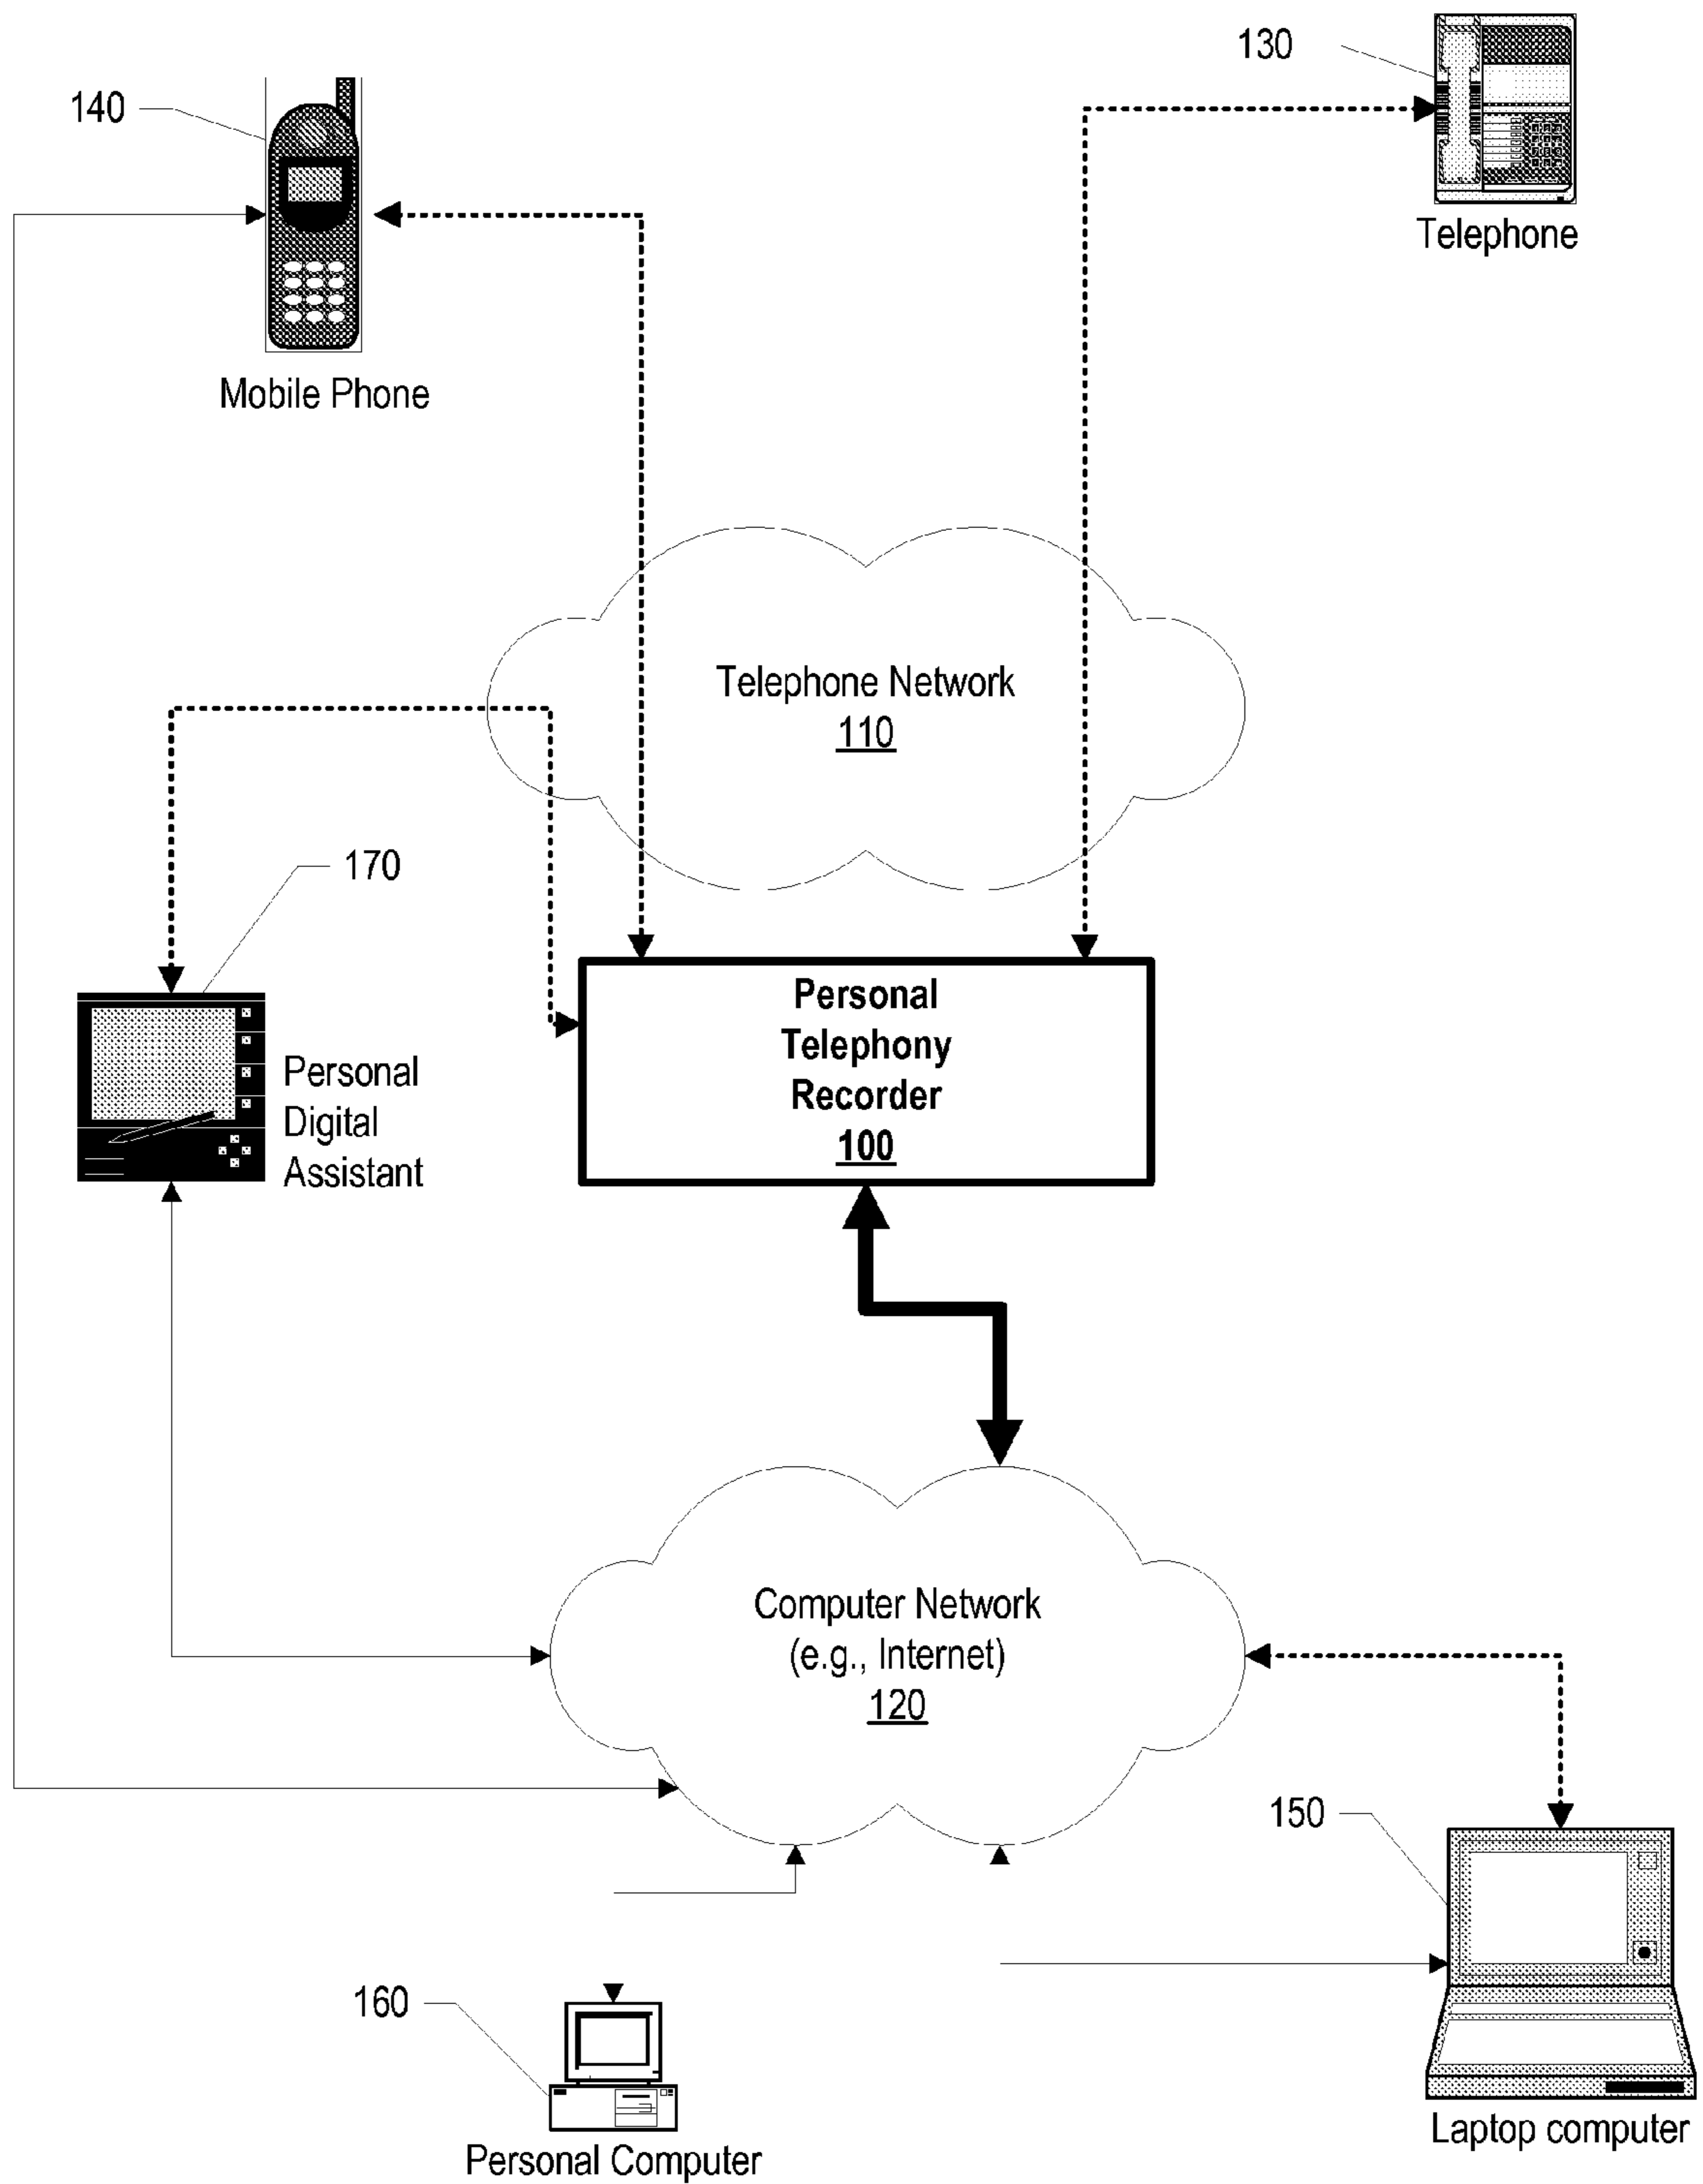 130
140
Telephone
Mobile Phone
Telephone Network
110
170
Personal
Telephony
Recorder
100
Personal
Digital
Assistant
Computer Network
(e.g., Internet)
120
150
160
Laptop computer
Personal Computer